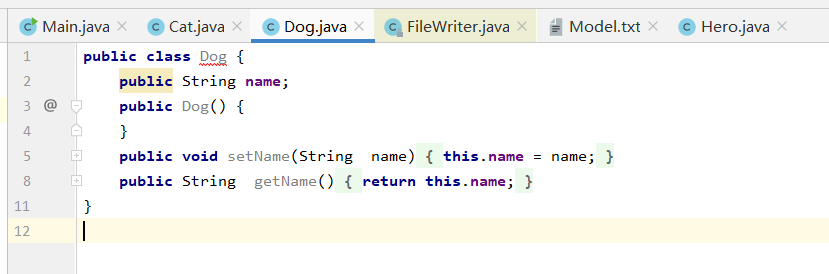 Main.java Cat.java Dog.java FileWriter.java Model.txt Hero.java
1 public class Dog {
2 public String name;
3 @ public Dog() {
4 }
5 public void setName(String  name) { this.name = name; }
8 public String  getName() { return this.name; }
11 }
12